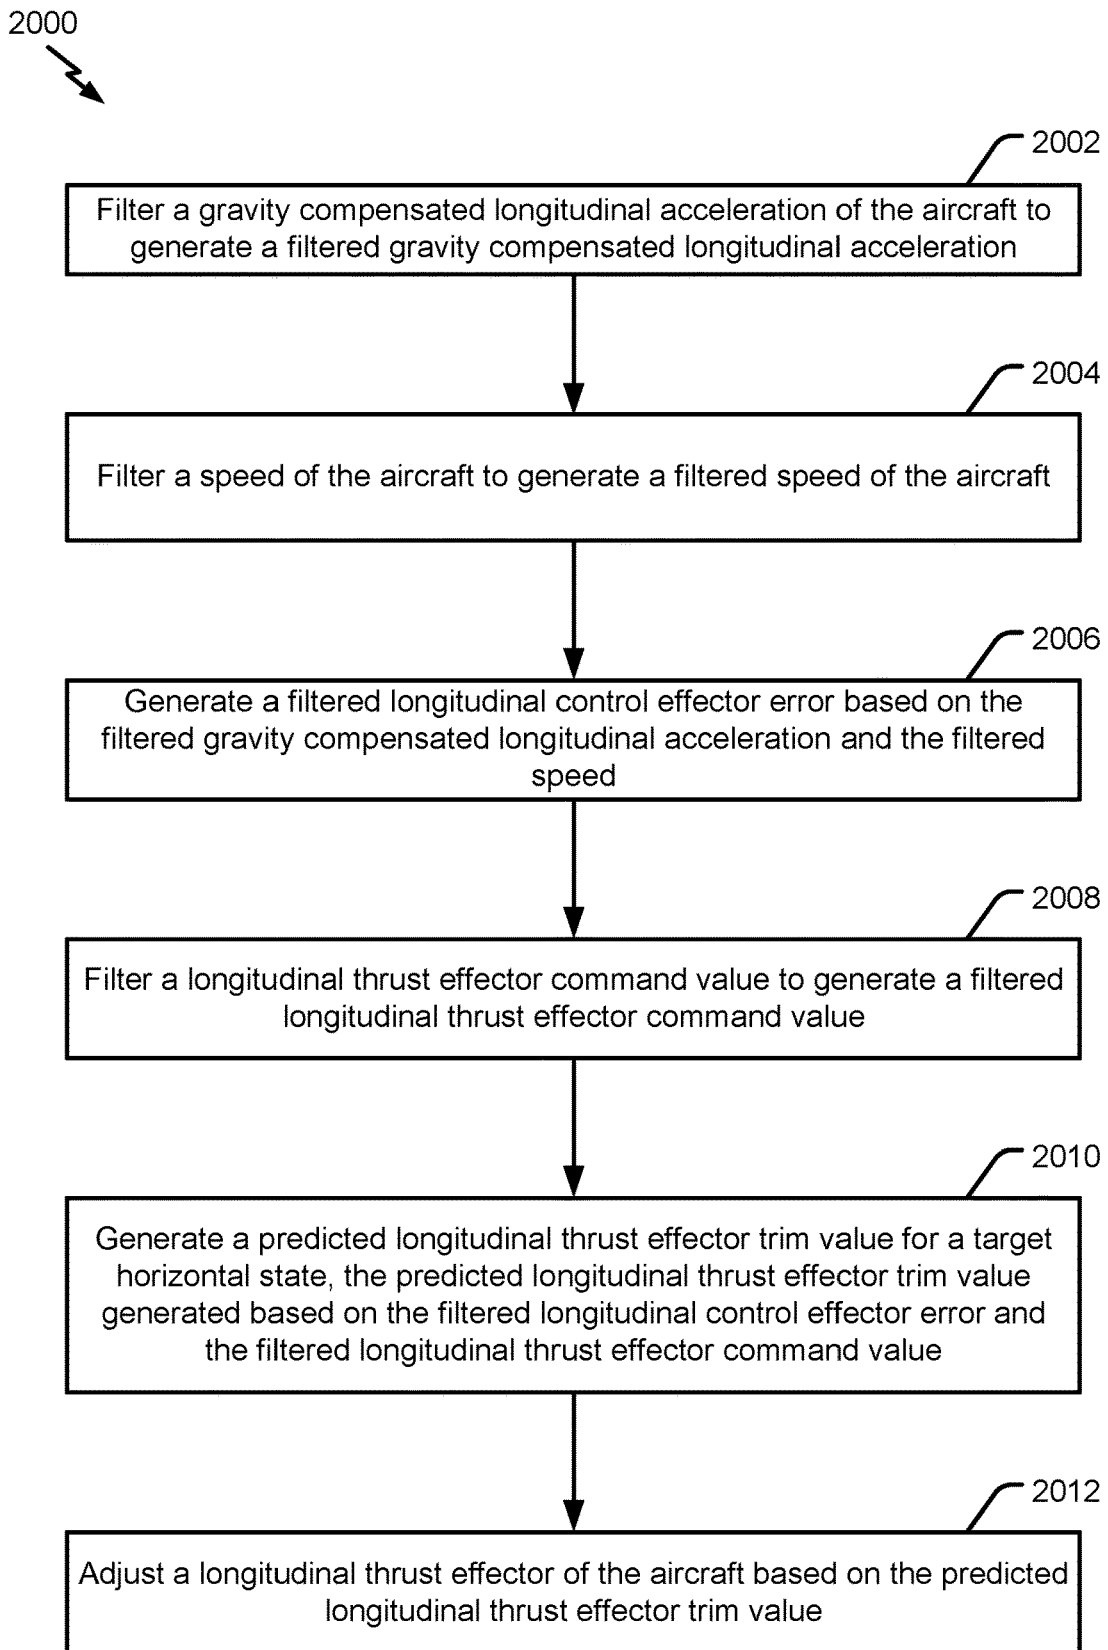 2000
2002
Filter a gravity compensated longitudinal acceleration of the aircraft to
generate a filtered gravity compensated longitudinal acceleration
2004
Filter a speed of the aircraft to generate a filtered speed of the aircraft
2006
Generate a filtered longitudinal control effector error based on the
filtered gravity compensated longitudinal acceleration and the filtered
speed
2008
Filter a longitudinal thrust effector command value to generate a filtered
longitudinal thrust effector command value
2010
Generate a predicted longitudinal thrust effector trim value for a target
horizontal state, the predicted longitudinal thrust effector trim value
generated based on the filtered longitudinal control effector error and
the filtered longitudinal thrust effector command value
2012
Adjust a longitudinal thrust effector of the aircraft based on the predicted
longitudinal thrust effector trim value